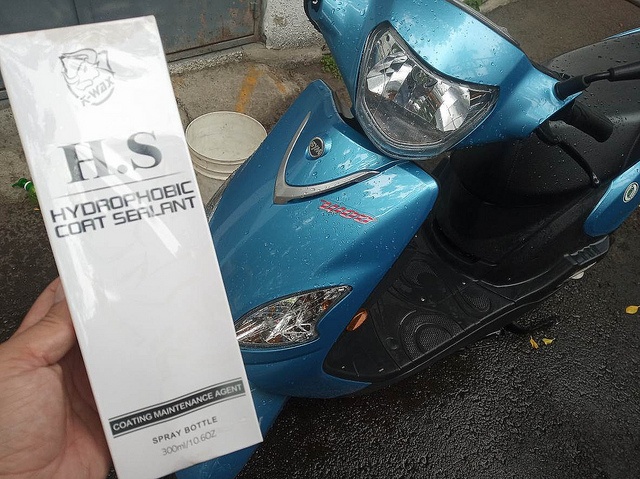 X-WAX
H.S
HYDROPHOBIC
COAT SEALANT
COATING MAINTENANCE AGENT
SPRAY BOTTLE
300ml/10.6OZ